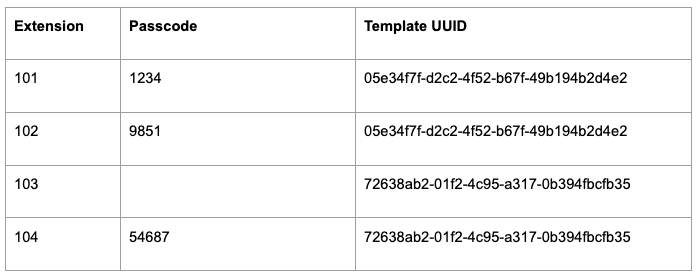 Extension Passcode Template UUID
101 1234 05e34f7f-d2c2-4f52-b67f-49b194b2d4e2
102 9851 05e34f7f-d2c2-4f52-b67f-49b194b2d4e2
103 72638ab2-01f2-4c95-a317-0b394fbcfb35
104 54687 72638ab2-01f2-4c95-a317-0b394fbcfb35